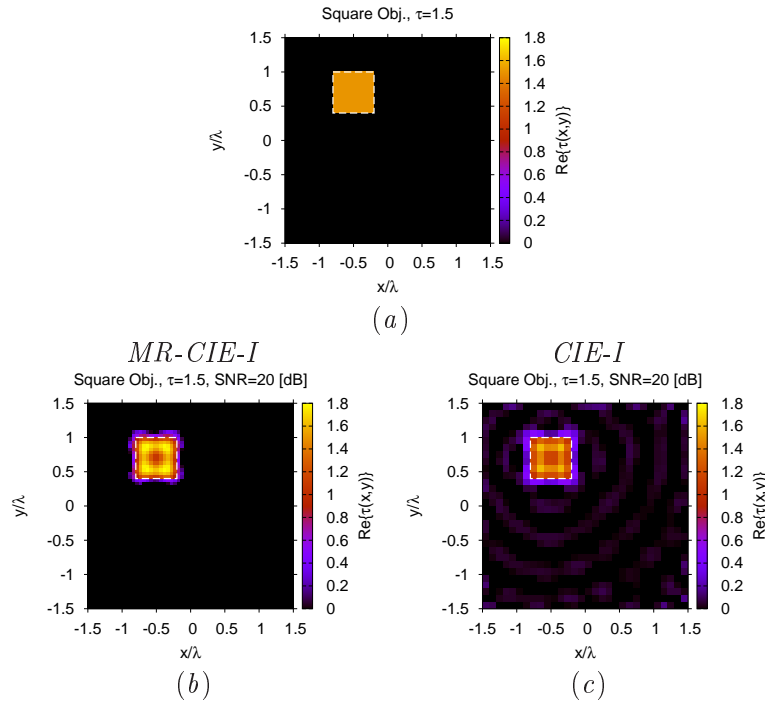 Square Obj., τ=1.5
1.5
1
0.5
0
-0.5
-1
-1.5
y/λ
-1.5 -1 -0.5 0 0.5 1 1.5
x/λ
1.8
1.6
1.4
1.2
1
0.8
0.6
0.4
0.2
0
Re{τ(x,y)}
(a)
MR-CIE-I
Square Obj., τ=1.5, SNR=20 [dB]
1.5
1
0.5
0
-0.5
-1
-1.5
y/λ
-1.5 -1 -0.5 0 0.5 1 1.5
x/λ
1.8
1.6
1.4
1.2
1
0.8
0.6
0.4
0.2
0
Re{τ(x,y)}
(b)
CIE-I
Square Obj., τ=1.5, SNR=20 [dB]
1.5
1
0.5
0
-0.5
-1
-1.5
y/λ
-1.5 -1 -0.5 0 0.5 1 1.5
x/λ
1.8
1.6
1.4
1.2
1
0.8
0.6
0.4
0.2
0
Re{τ(x,y)}
(c)